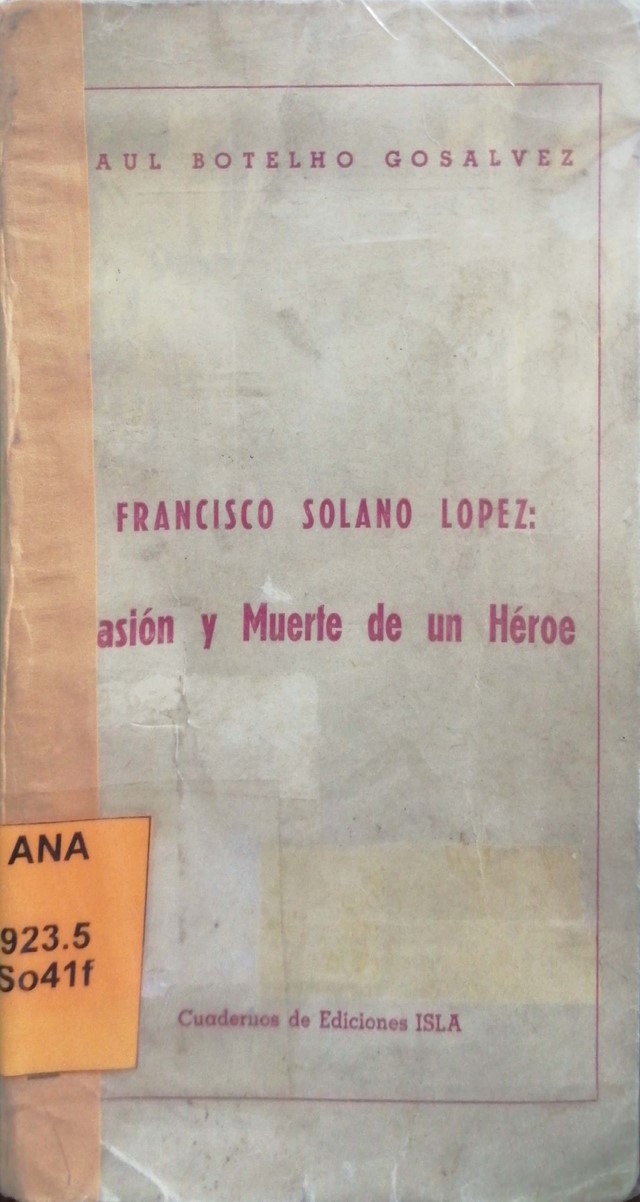 AUL BOTELHO GOSALVEZ
FRANCISCO SOLANO LOPEZ:
asión y Muerte de un Héroe
ANA
923.5
So41f
Cuadernos de Ediciones ISLA